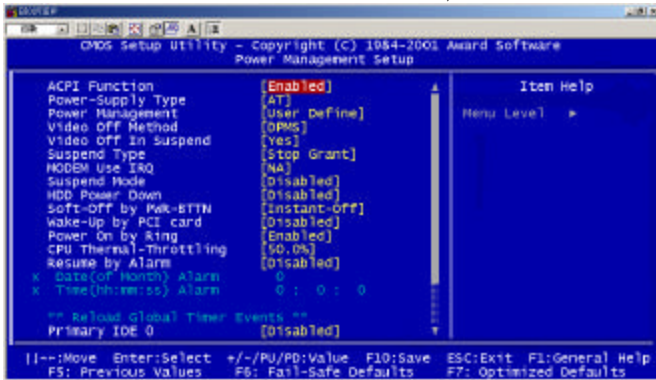 CMOS Setup Utility - Copyright (C) 1984-2001 Award Software
Power Management Setup
ACPI Function [Enabled]
Power-Supply Type [AT]
Power Management [User Define]
Video Off Method [DPMS]
Video Off In Suspend [Yes]
Suspend Type [Stop Grant]
MODEM Use IRQ [NA]
Suspend Mode [Disabled]
HDD Power Down [Disabled]
Soft-Off by PWR-BTTN [Instant-Off]
Wake-Up by PCI card [Disabled]
Power On by Ring [Enabled]
CPU Thermal-Throttling [50.0%]
Resume by Alarm [Disabled]
x Date(of Month) Alarm 0
x Time(hh:mm:ss) Alarm 0 : 0 : 0
** Reload Global Timer Events **
Primary IDE 0 [Disabled]
Item Help
Menu Level ▶
||--:Move Enter:Select +/-/PU/PD:Value F10:Save ESC:Exit F1:General Help
F5: Previous Values F6: Fail-Safe Defaults F7: Optimized Defaults